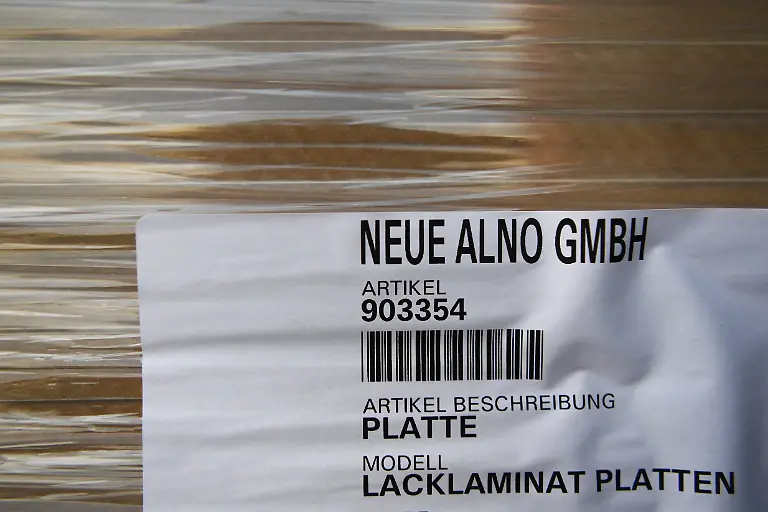 NEUE ALNO GMBH
ARTIKEL
903354
ARTIKEL BESCHREIBUNG
PLATTE
MODELL
LACKLAMINAT PLATTEN